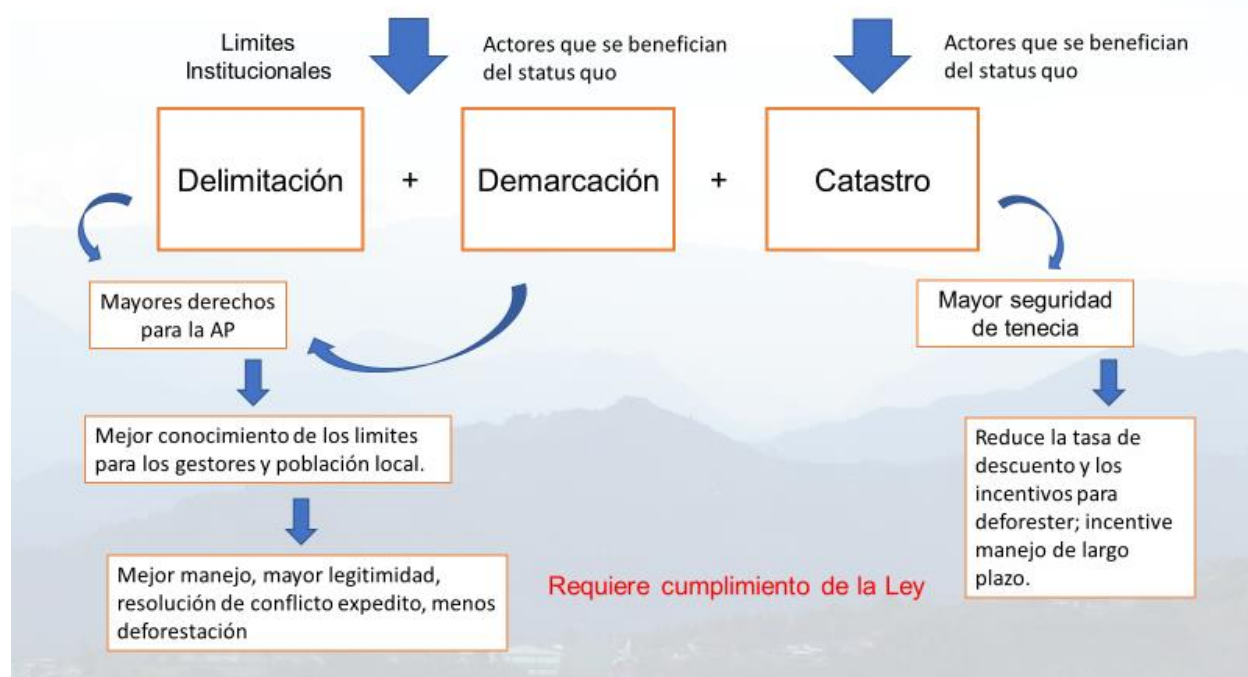 Limites
Institucionales
Actores que se benefician
del status quo
Actores que se benefician
del status quo
Delimitación
+
Demarcación
+
Catastro
Mayores derechos
para la AP
Mayor seguridad
de tenecia
Mejor conocimiento de los limites
para los gestores y población local.
Reduce la tasa de
descuento y los
incentivos para
deforester; incentive
manejo de largo
plazo.
Mejor manejo, mayor legitimidad,
resolución de conflicto expedito, menos
deforestación
Requiere cumplimiento de la Ley